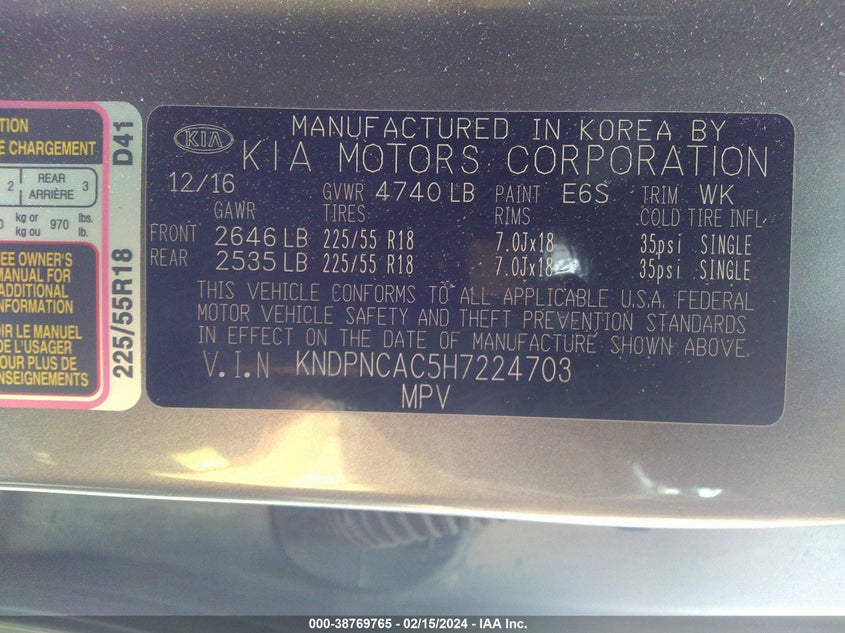 TION
E CHARGEMENT
2 REAR ARRIÈRE 3
kg or kg ou 970 lbs. lb.
EE OWNER'S
MANUAL FOR
ADDITIONAL
INFORMATION
IR LE MANUEL
DE L'USAGER
POUR PLUS DE
ENSEIGNEMENTS
D41
225/55R18
KIA
MANUFACTURED IN KOREA BY
KIA MOTORS CORPORATION
12/16 GVWR 4740 LB PAINT E6S TRIM WK
GAWR TIRES RIMS COLD TIRE INFL
FRONT 2646 LB 225/55 R18 7.0Jx18 35psi SINGLE
REAR 2535 LB 225/55 R18 7.0Jx18 35psi SINGLE
THIS VEHICLE CONFORMS TO ALL APPLICABLE U.S.A. FEDERAL
MOTOR VEHICLE SAFETY AND THEFT PREVENTION STANDARDS
IN EFFECT ON THE DATE OF MANUFACTURE SHOWN ABOVE.
V.I.N KNDPNCAC5H7224703
MPV
000-38769765 - 02/15/2024 - IAA Inc.